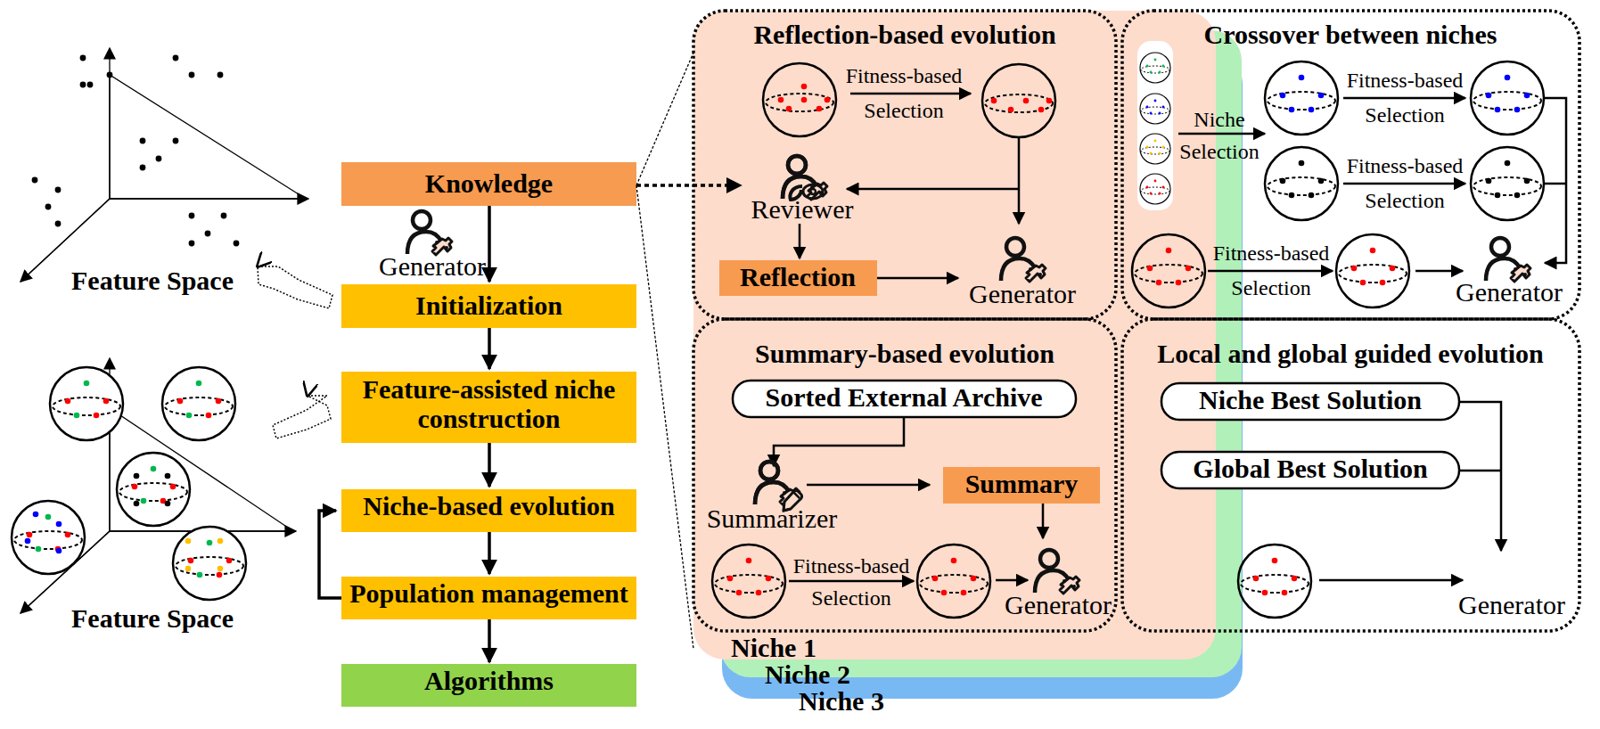 Feature Space
Feature Space
Knowledge
Generator
Initialization
Feature-assisted niche
construction
Niche-based evolution
Population management
Algorithms
Reflection-based evolution
Fitness-based
Selection
Reviewer
Reflection
Generator
Crossover between niches
Niche
Selection
Fitness-based
Selection
Fitness-based
Selection
Fitness-based
Selection
Generator
Summary-based evolution
Sorted External Archive
Summarizer
Summary
Fitness-based
Selection
Generator
Local and global guided evolution
Niche Best Solution
Global Best Solution
Generator
Niche 1
Niche 2
Niche 3